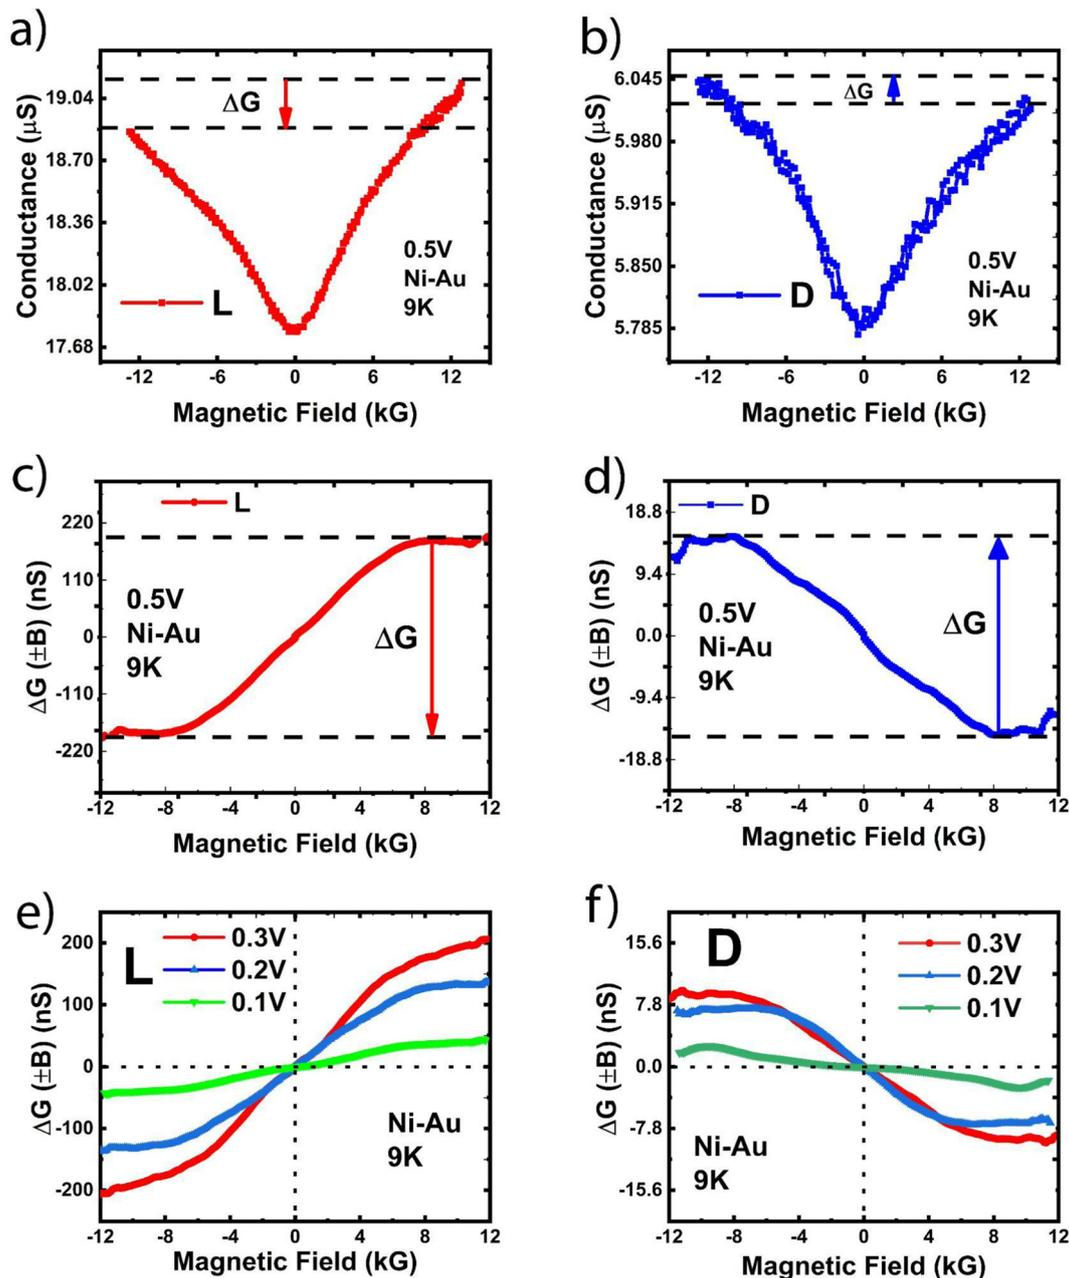 a)
19.04
18.70
18.36
18.02
17.68
Conductance (μS)
ΔG
0.5V
Ni-Au
9K
L
-12 -6 0 6 12
Magnetic Field (kG)
b)
6.045
5.980
5.915
5.850
5.785
Conductance (μS)
ΔG
0.5V
Ni-Au
9K
D
-12 -6 0 6 12
Magnetic Field (kG)
c)
L
220
110
0
-110
-220
ΔG (±B) (nS)
0.5V
Ni-Au
9K
ΔG
-12 -8 -4 0 4 8 12
Magnetic Field (kG)
d)
D
18.8
9.4
0.0
-9.4
-18.8
ΔG (±B) (nS)
0.5V
Ni-Au
9K
ΔG
-12 -8 -4 0 4 8 12
Magnetic Field (kG)
e)
L
0.3V
0.2V
0.1V
200
100
0
-100
-200
ΔG (±B) (nS)
Ni-Au
9K
-12 -8 -4 0 4 8 12
Magnetic Field (kG)
f)
D
0.3V
0.2V
0.1V
15.6
7.8
0.0
-7.8
-15.6
ΔG (±B) (nS)
Ni-Au
9K
-12 -8 -4 0 4 8 12
Magnetic Field (kG)